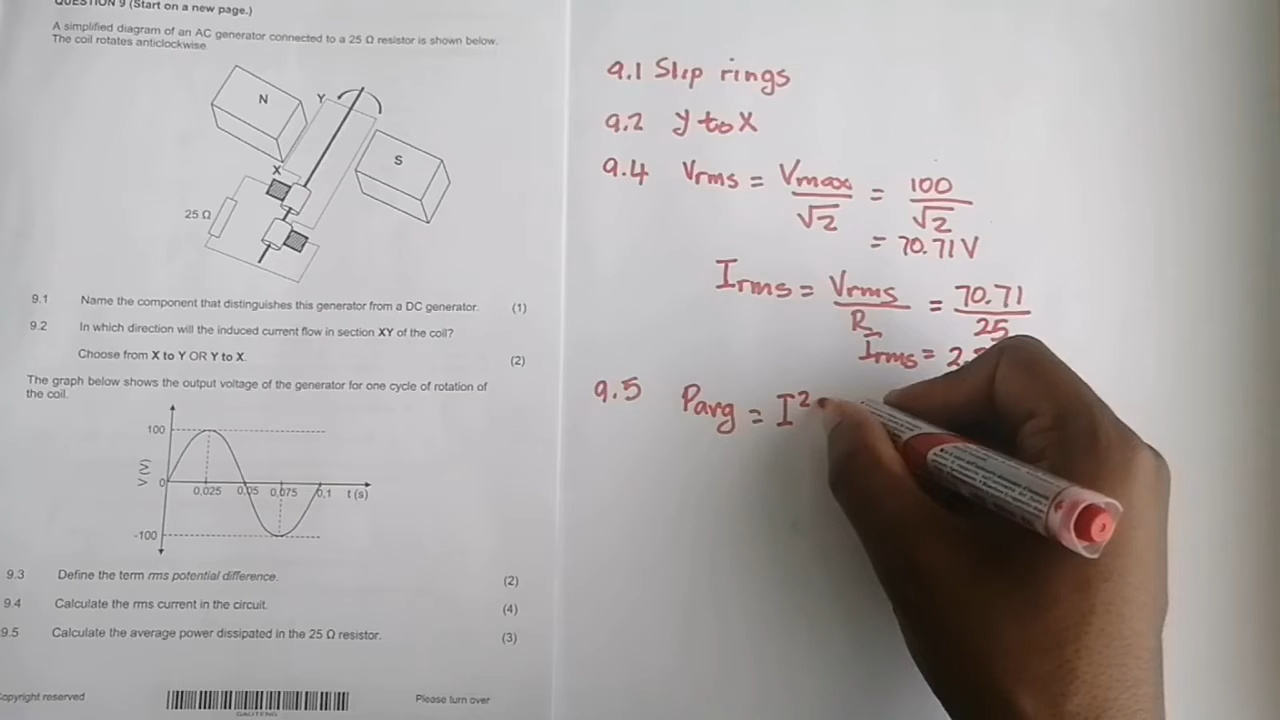 QUESTION 9 (Start on a new page.)
A simplified diagram of an AC generator connected to a 25 Ω resistor is shown below.
The coil rotates anticlockwise
N
Y
S
X
25 Ω
9.1 Name the component that distinguishes this generator from a DC generator. (1)
9.2 In which direction will the induced current flow in section XY of the coil?
Choose from X to Y OR Y to X. (2)
The graph below shows the output voltage of the generator for one cycle of rotation of
the coil.
100
V (V)
0
0,025 0,05 0,075 0,1 t (s)
-100
9.3 Define the term rms potential difference. (2)
9.4 Calculate the rms current in the circuit. (4)
9.5 Calculate the average power dissipated in the 25 Ω resistor. (3)
Copyright reserved
GAUTENG
Please turn over
9.1 Slip rings
9.2 Y to X
9.4 Vrms = Vmax/√2 = 100/√2
= 70.71V
Irms = Vrms/R = 70.71/25
Irms = 2.
9.5 Pavg = I²